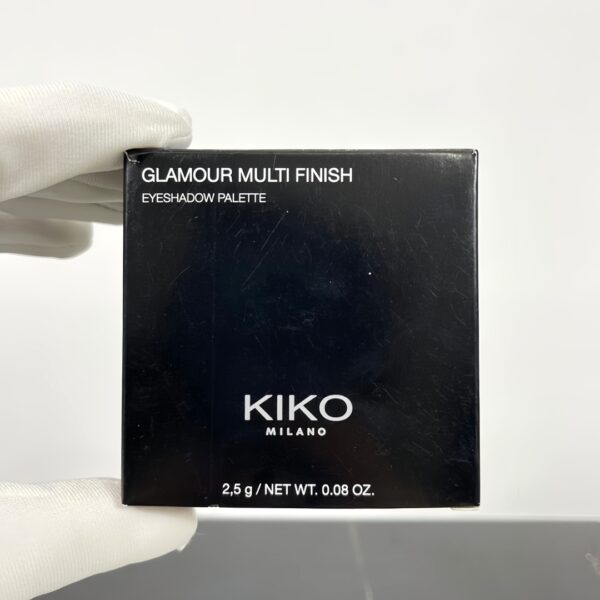 GLAMOUR MULTI FINISH
EYESHADOW PALETTE
KIKO
MILANO
2,5 g / NET WT. 0.08 OZ.